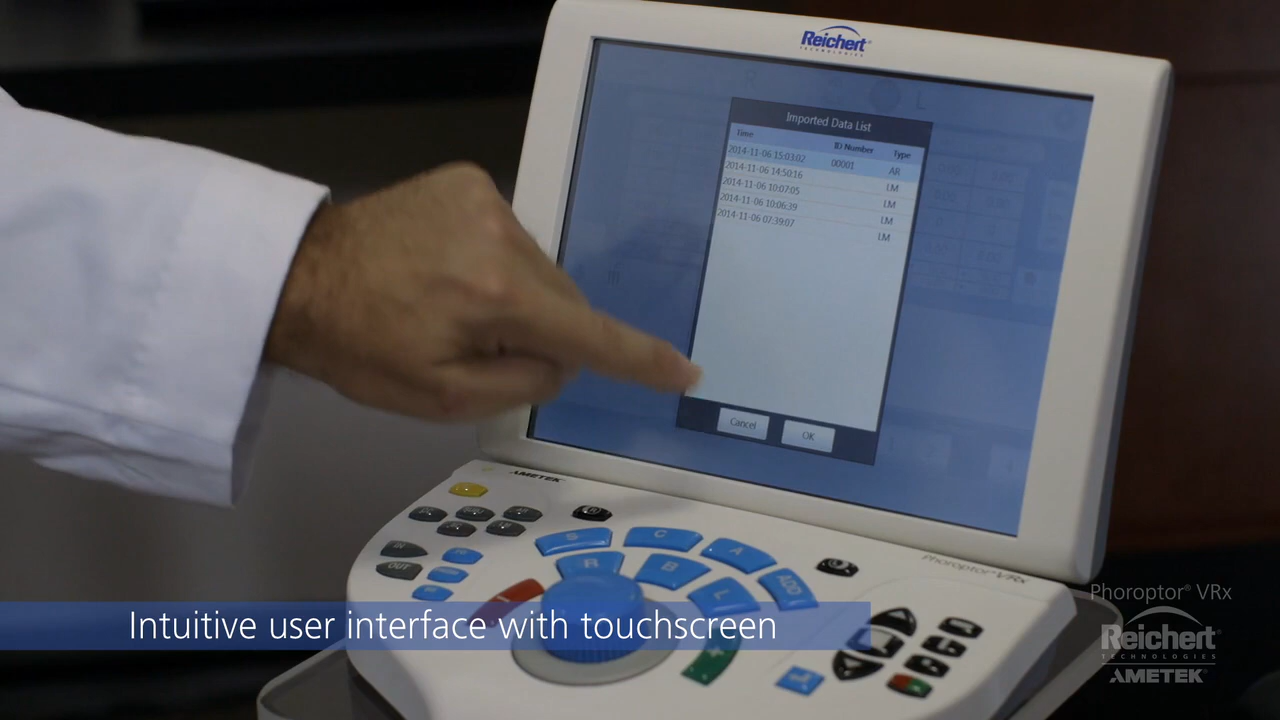 Reichert®
TECHNOLOGIES
Imported Data List
Time ID Number Type
2014-11-06 15:03:02 00001 AR
2014-11-06 14:50:16 LM
2014-11-06 10:07:05 LM
2014-11-06 10:06:39 LM
2014-11-06 07:39:07 LM
Cancel OK
AMETEK
Phoroptor® VRx
S C A
R B L ADD
IN
OUT
Intuitive user interface with touchscreen
Phoroptor® VRx
Reichert®
TECHNOLOGIES
AMETEK®